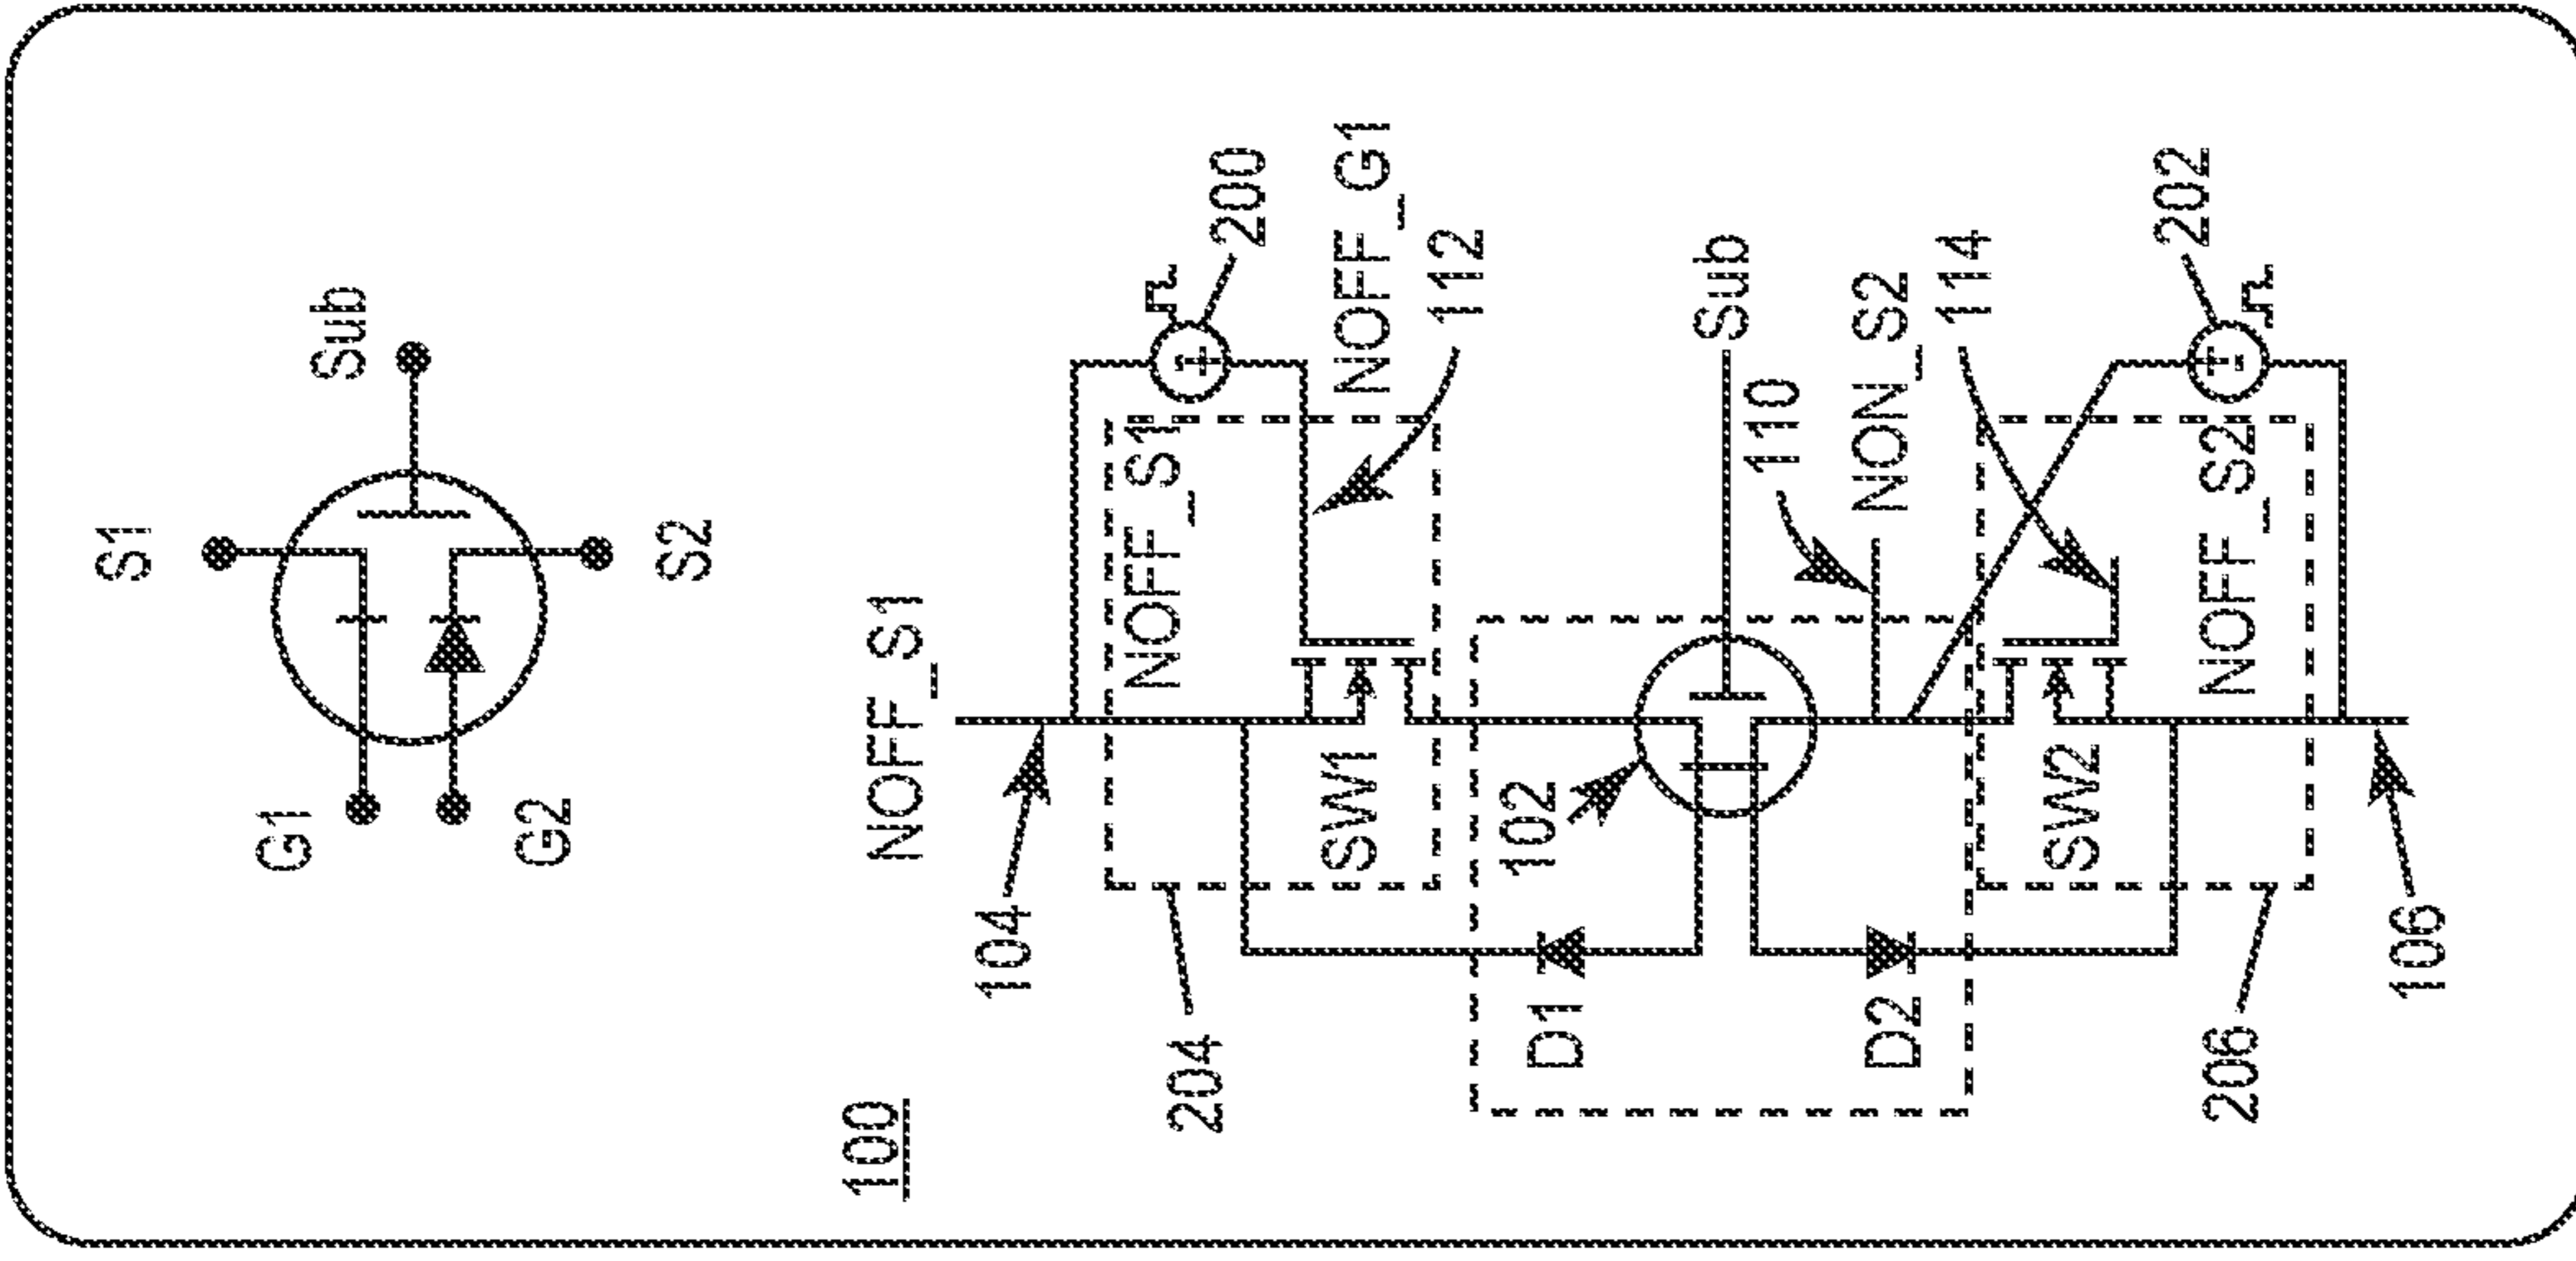 S1
Sub
G1
G2
S2
100
NOFF_S1
104
204
NOFF_S1
200
SW1
NOFF_G1
112
102
Sub
D1
110
NON_S2
D2
114
SW2
NOFF_S2
202
206
106